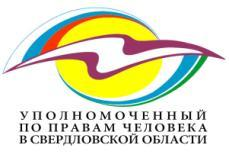 УПОЛНОМОЧЕННЫЙ
ПО ПРАВАМ ЧЕЛОВЕКА
В СВЕРДЛОВСКОЙ ОБЛАСТИ